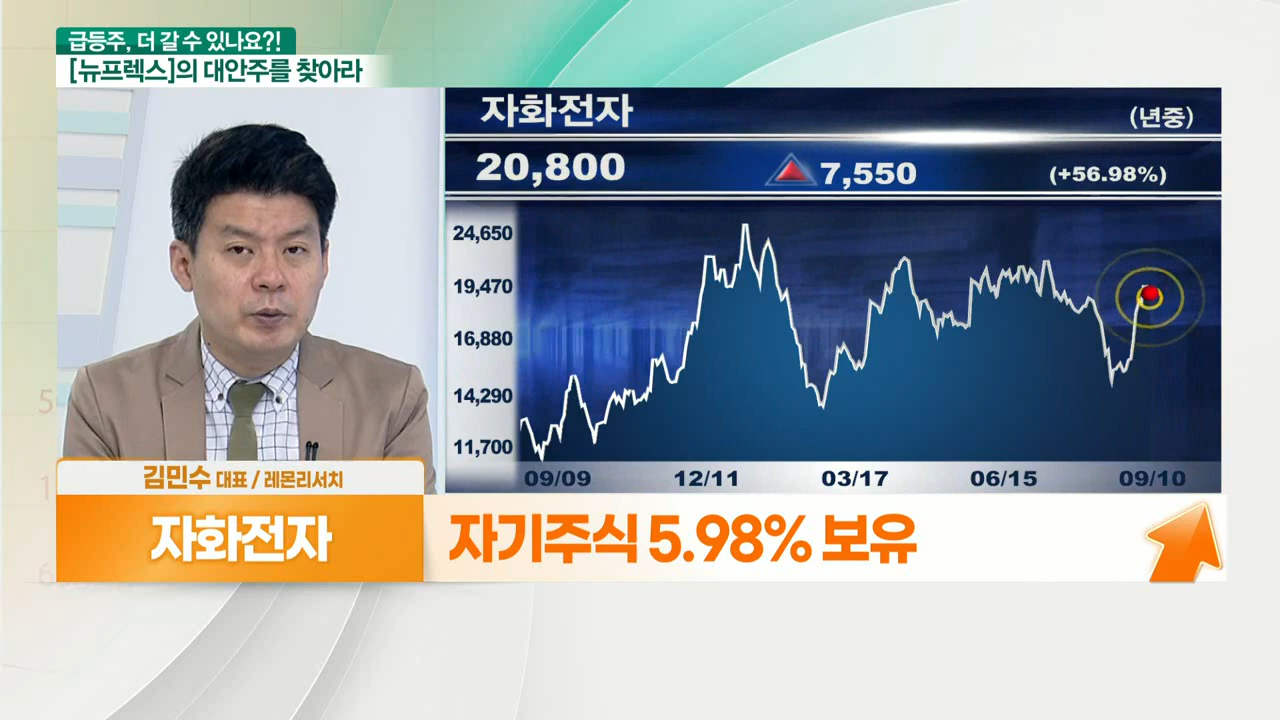 급등주, 더 갈 수 있나요?!
[뉴프렉스]의 대안주를 찾아라
자화전자 (년중)
20,800 7,550 (+56.98%)
24,650
19,470
16,880
14,290
11,700
09/09 12/11 03/17 06/15 09/10
김민수 대표 / 레몬리서치
자화전자
자기주식 5.98% 보유